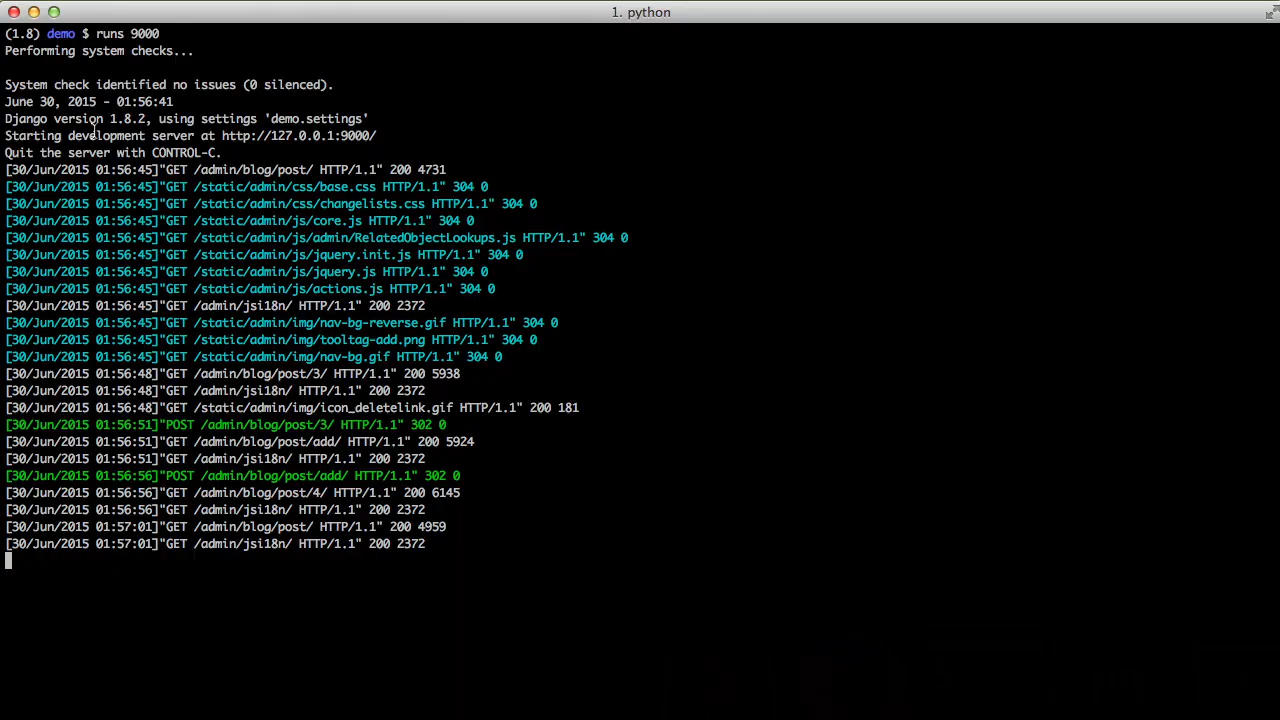 1. python
(1.8) demo $ runs 9000
Performing system checks...
System check identified no issues (0 silenced).
June 30, 2015 - 01:56:41
Django version 1.8.2, using settings 'demo.settings'
Starting development server at http://127.0.0.1:9000/
Quit the server with CONTROL-C.
[30/Jun/2015 01:56:45]"GET /admin/blog/post/ HTTP/1.1" 200 4731
[30/Jun/2015 01:56:45]"GET /static/admin/css/base.css HTTP/1.1" 304 0
[30/Jun/2015 01:56:45]"GET /static/admin/css/changelists.css HTTP/1.1" 304 0
[30/Jun/2015 01:56:45]"GET /static/admin/js/core.js HTTP/1.1" 304 0
[30/Jun/2015 01:56:45]"GET /static/admin/js/admin/RelatedObjectLookups.js HTTP/1.1" 304 0
[30/Jun/2015 01:56:45]"GET /static/admin/js/jquery.init.js HTTP/1.1" 304 0
[30/Jun/2015 01:56:45]"GET /static/admin/js/jquery.js HTTP/1.1" 304 0
[30/Jun/2015 01:56:45]"GET /static/admin/js/actions.js HTTP/1.1" 304 0
[30/Jun/2015 01:56:45]"GET /admin/jsi18n/ HTTP/1.1" 200 2372
[30/Jun/2015 01:56:45]"GET /static/admin/img/nav-bg-reverse.gif HTTP/1.1" 304 0
[30/Jun/2015 01:56:45]"GET /static/admin/img/tooltag-add.png HTTP/1.1" 304 0
[30/Jun/2015 01:56:45]"GET /static/admin/img/nav-bg.gif HTTP/1.1" 304 0
[30/Jun/2015 01:56:48]"GET /admin/blog/post/3/ HTTP/1.1" 200 5938
[30/Jun/2015 01:56:48]"GET /admin/jsi18n/ HTTP/1.1" 200 2372
[30/Jun/2015 01:56:48]"GET /static/admin/img/icon_deletelink.gif HTTP/1.1" 200 181
[30/Jun/2015 01:56:51]"POST /admin/blog/post/3/ HTTP/1.1" 302 0
[30/Jun/2015 01:56:51]"GET /admin/blog/post/add/ HTTP/1.1" 200 5924
[30/Jun/2015 01:56:51]"GET /admin/jsi18n/ HTTP/1.1" 200 2372
[30/Jun/2015 01:56:56]"POST /admin/blog/post/add/ HTTP/1.1" 302 0
[30/Jun/2015 01:56:56]"GET /admin/blog/post/4/ HTTP/1.1" 200 6145
[30/Jun/2015 01:56:56]"GET /admin/jsi18n/ HTTP/1.1" 200 2372
[30/Jun/2015 01:57:01]"GET /admin/blog/post/ HTTP/1.1" 200 4959
[30/Jun/2015 01:57:01]"GET /admin/jsi18n/ HTTP/1.1" 200 2372